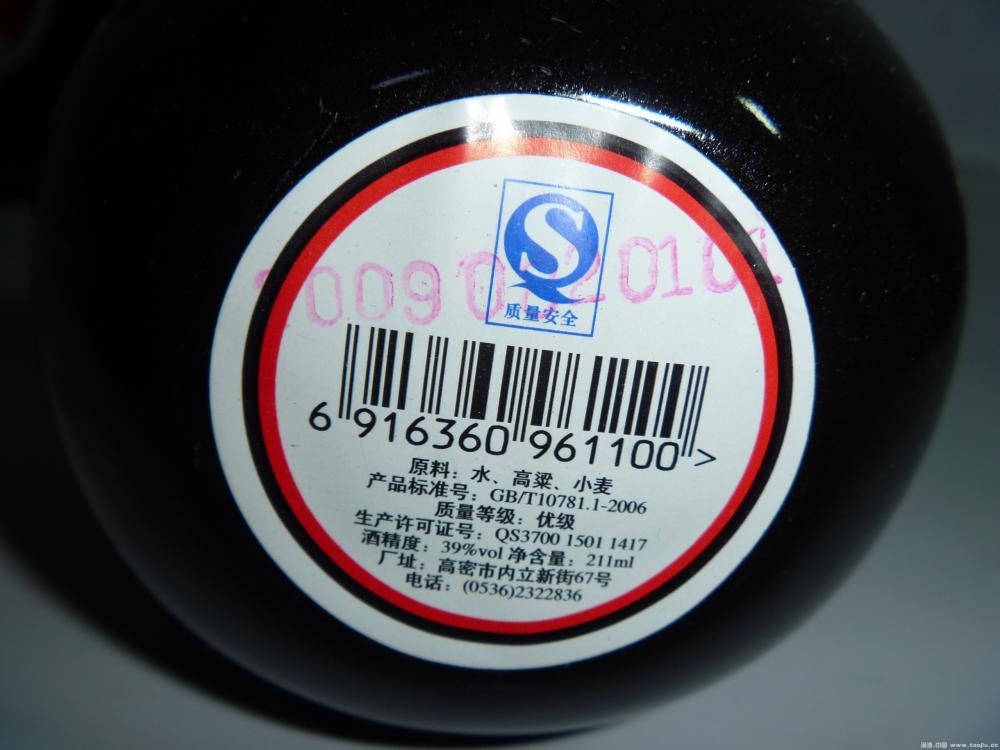 S
质量安全
6 916360 961100 >
原料：水、高粱、小麦
产品标准号：GB/T10781.1-2006
质量等级：优级
生产许可证号：QS3700 1501 1417
酒精度：39%vol 净含量：211ml
厂址：高密市内立新街67号
电话：(0536)2322836
www.taojiu.cc